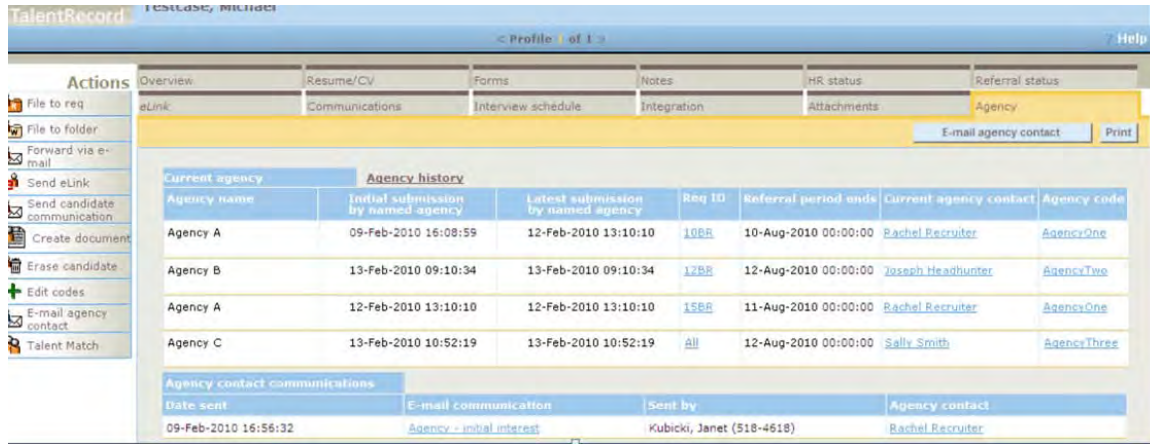 TalentRecord
Testcase, Michael
< Profile 1 of 1 >
? Help
Actions
File to req
File to folder
Forward via e-
mail
Send eLink
Send candidate
communication
Create document
Erase candidate
Edit codes
E-mail agency
contact
Talent Match
Overview Resume/CV Forms Notes HR status Referral status
eLink Communications Interview schedule Integration Attachments Agency
E-mail agency contact Print
Current agency Agency history
Agency name Initial submission by named agency Latest submission by named agency Req ID Referral period ends Current agency contact Agency code
Agency A 09-Feb-2010 16:08:59 12-Feb-2010 13:10:10 10BR 10-Aug-2010 00:00:00 Rachel Recruiter AgencyOne
Agency B 13-Feb-2010 09:10:34 13-Feb-2010 09:10:34 12BR 12-Aug-2010 00:00:00 Joseph Headhunter AgencyTwo
Agency A 12-Feb-2010 13:10:10 12-Feb-2010 13:10:10 15BR 11-Aug-2010 00:00:00 Rachel Recruiter AgencyOne
Agency C 13-Feb-2010 10:52:19 13-Feb-2010 10:52:19 All 12-Aug-2010 00:00:00 Sally Smith AgencyThree
Agency contact communications
Date sent E-mail communication Sent by Agency contact
09-Feb-2010 16:56:32 Agency - initial interest Kubicki, Janet (518-4618) Rachel Recruiter